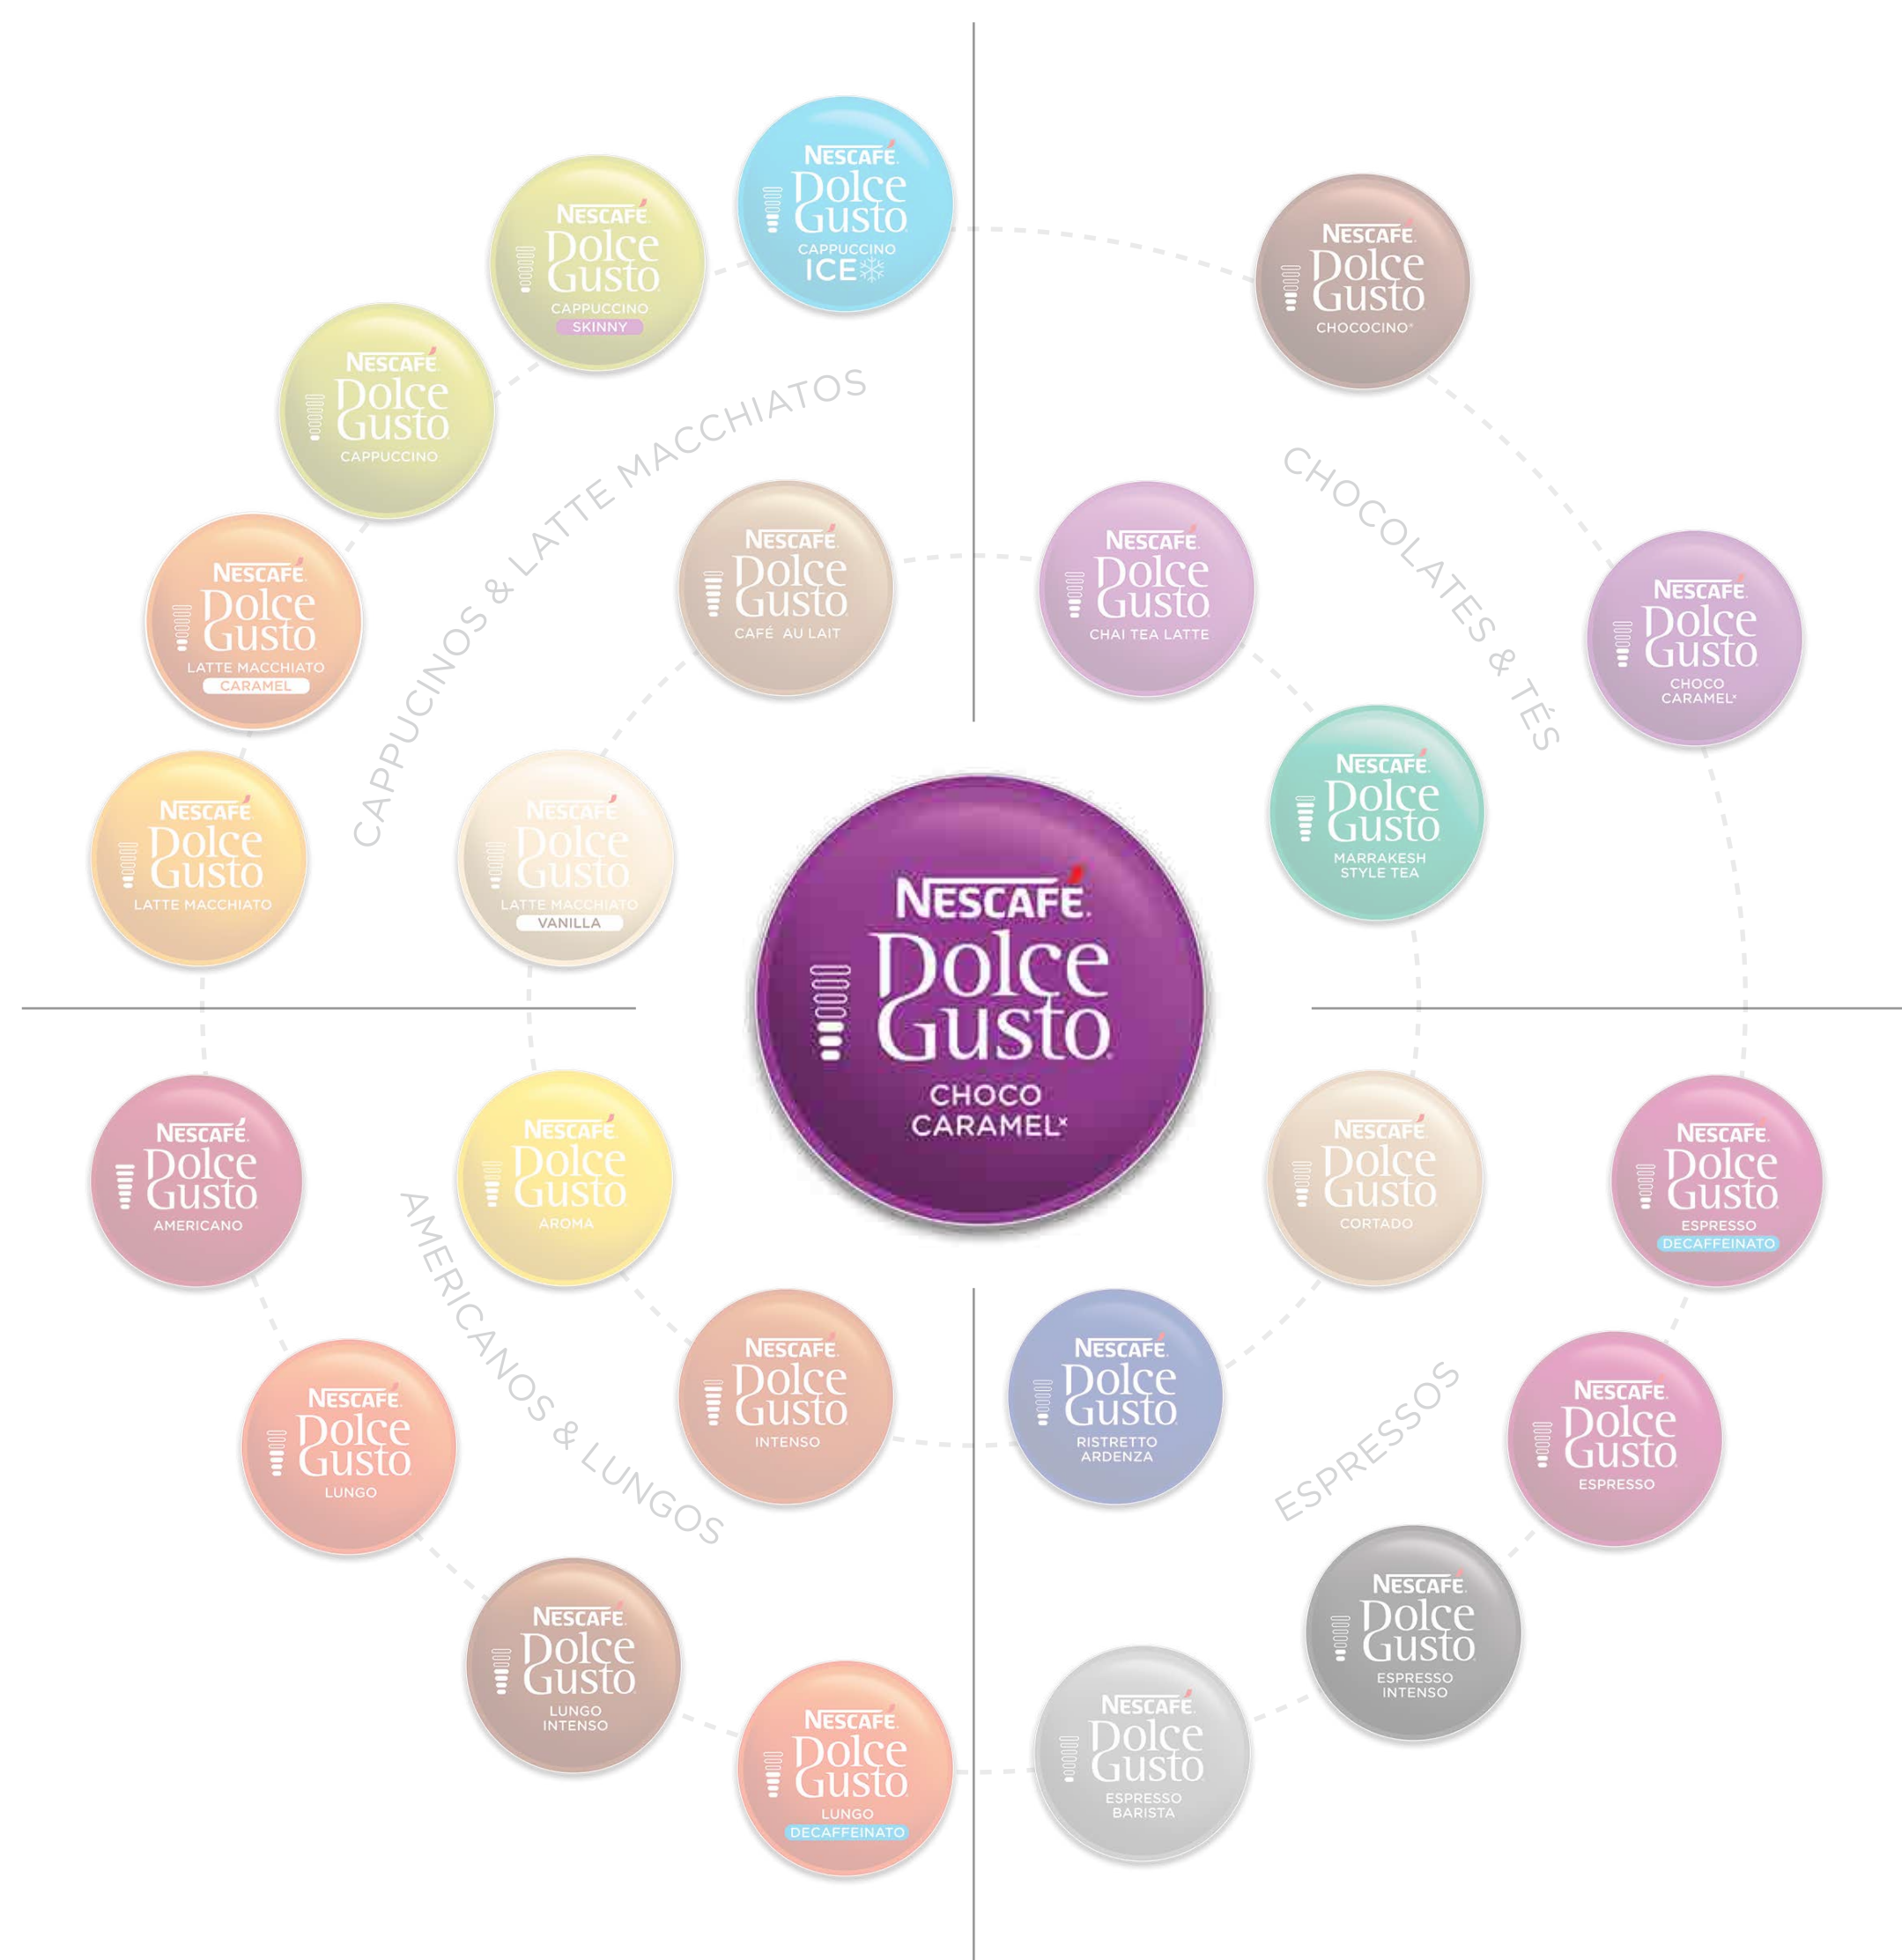 NESCAFÉ
Dolce
Gusto
CAPPUCCINO
ICE
NESCAFÉ
Dolce
Gusto
CAPPUCCINO
SKINNY
NESCAFÉ
Dolce
Gusto
CAPPUCCINO
NESCAFÉ
Dolce
Gusto
LATTE MACCHIATO
CARAMEL
NESCAFÉ
Dolce
Gusto
LATTE MACCHIATO
CAPPUCINOS & LATTE MACCHIATOS
NESCAFÉ
Dolce
Gusto
CAFÉ AU LAIT
NESCAFÉ
Dolce
Gusto
LATTE MACCHIATO
VANILLA
NESCAFÉ
Dolce
Gusto
CHOCOCINO®
NESCAFÉ
Dolce
Gusto
CHOCO
CARAMEL*
CHOCOLATES & TÉS
NESCAFÉ
Dolce
Gusto
CHAI TEA LATTE
NESCAFÉ
Dolce
Gusto
MARRAKESH
STYLE TEA
NESCAFÉ®
Dolce
Gusto®
CHOCO
CARAMEL*
NESCAFÉ
Dolce
Gusto
AMERICANO
NESCAFÉ
Dolce
Gusto
AROMA
AMERICANOS & LUNGOS
NESCAFÉ
Dolce
Gusto
LUNGO
NESCAFÉ
Dolce
Gusto
INTENSO
NESCAFÉ
Dolce
Gusto
LUNGO
INTENSO
NESCAFÉ
Dolce
Gusto
LUNGO
DECAFFEINATO
NESCAFÉ
Dolce
Gusto
CORTADO
NESCAFÉ
Dolce
Gusto
ESPRESSO
DECAFFEINATO
NESCAFÉ
Dolce
Gusto
RISTRETTO
ARDENZA
ESPRESSOS
NESCAFÉ
Dolce
Gusto
ESPRESSO
NESCAFÉ
Dolce
Gusto
ESPRESSO
INTENSO
NESCAFÉ
Dolce
Gusto
ESPRESSO
BARISTA